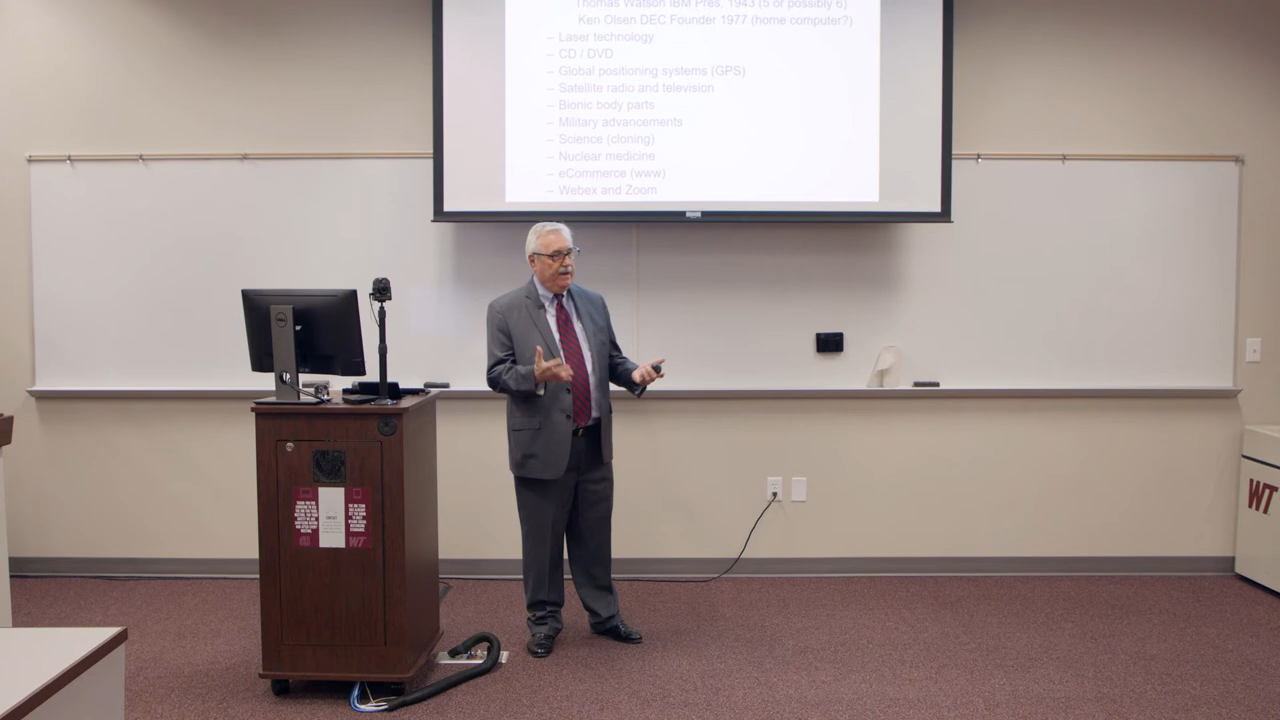 Thomas Watson IBM Pres. 1943 (5 or possibly 6)
Ken Olsen DEC Founder 1977 (home computer?)
– Laser technology
– CD / DVD
– Global positioning systems (GPS)
– Satellite radio and television
– Bionic body parts
– Military advancements
– Science (cloning)
– Nuclear medicine
– eCommerce (www)
– Webex and Zoom
DELL
WT
WT